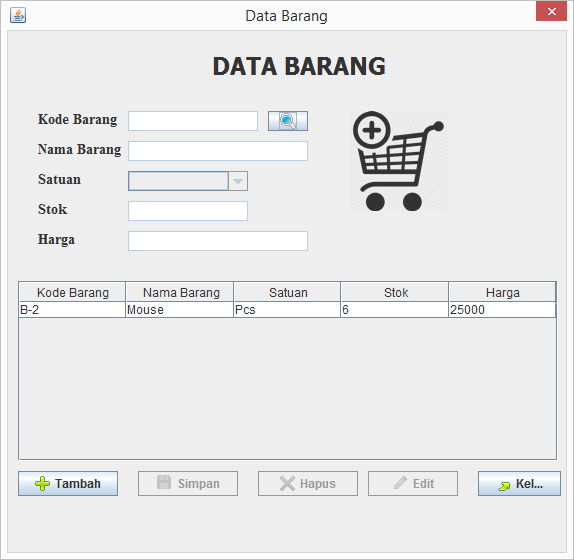 Data Barang
DATA BARANG
Kode Barang
Nama Barang
Satuan
Stok
Harga
Kode Barang Nama Barang Satuan Stok Harga
B-2 Mouse Pcs 6 25000
Tambah Simpan Hapus Edit Kel...